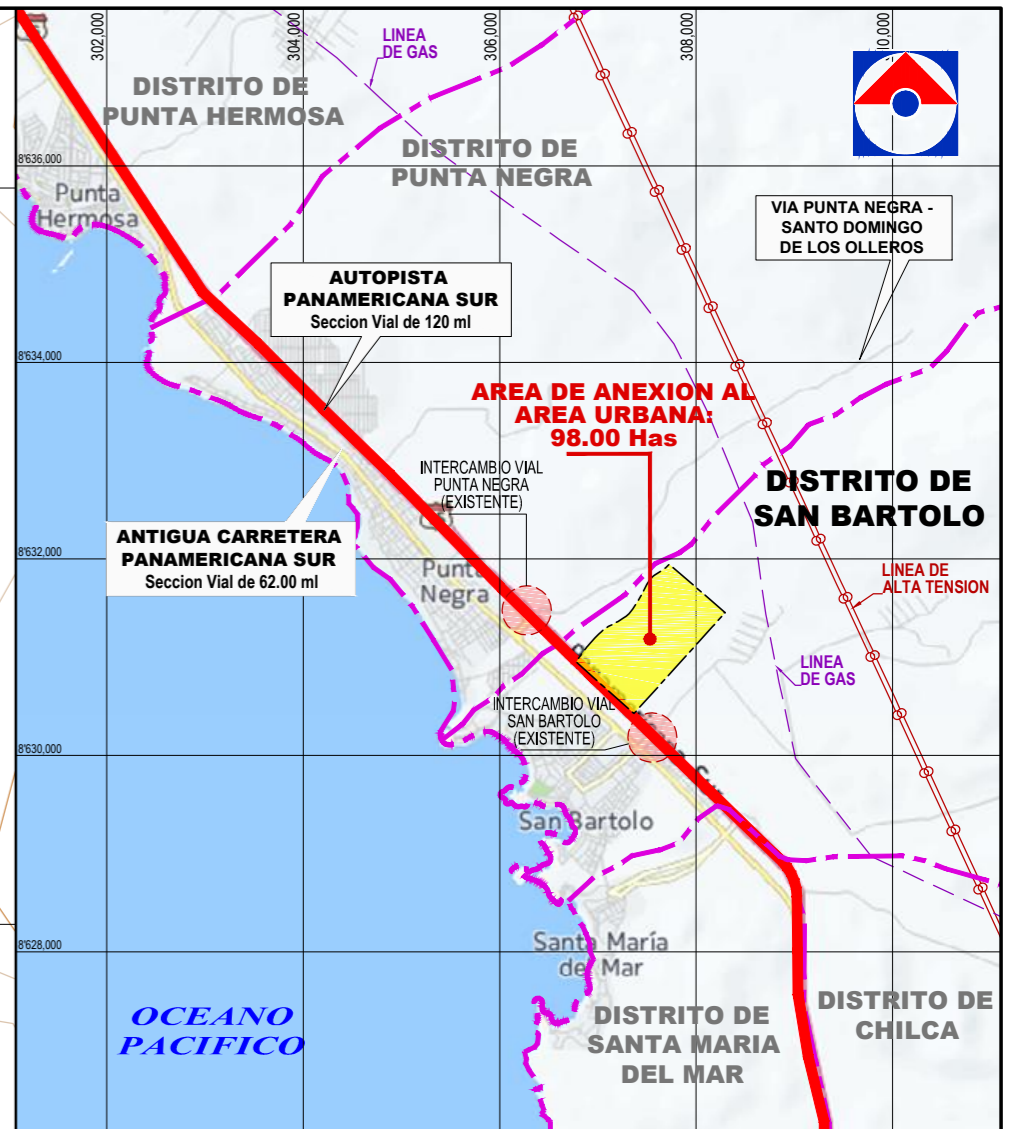 302,000
304,000
306,000
308,000
LINEA
DE GAS
DISTRITO DE
PUNTA HERMOSA
DISTRITO DE
PUNTA NEGRA
8'636,000
Punta
Hermosa
VIA PUNTA NEGRA -
SANTO DOMINGO
DE LOS OLLEROS
AUTOPISTA
PANAMERICANA SUR
Seccion Vial de 120 ml
8'634,000
AREA DE ANEXION AL
AREA URBANA:
98.00 Has
INTERCAMBIO VIAL
PUNTA NEGRA
(EXISTENTE)
DISTRITO DE
SAN BARTOLO
ANTIGUA CARRETERA
PANAMERICANA SUR
Seccion Vial de 62.00 ml
8'632,000
Punta
Negra
LINEA DE
ALTA TENSION
LINEA
DE GAS
INTERCAMBIO VIAL
SAN BARTOLO
(EXISTENTE)
8'630,000
San Bartolo
8'628,000
Santa María
del Mar
OCEANO
PACIFICO
DISTRITO DE
SANTA MARIA
DEL MAR
DISTRITO DE
CHILCA